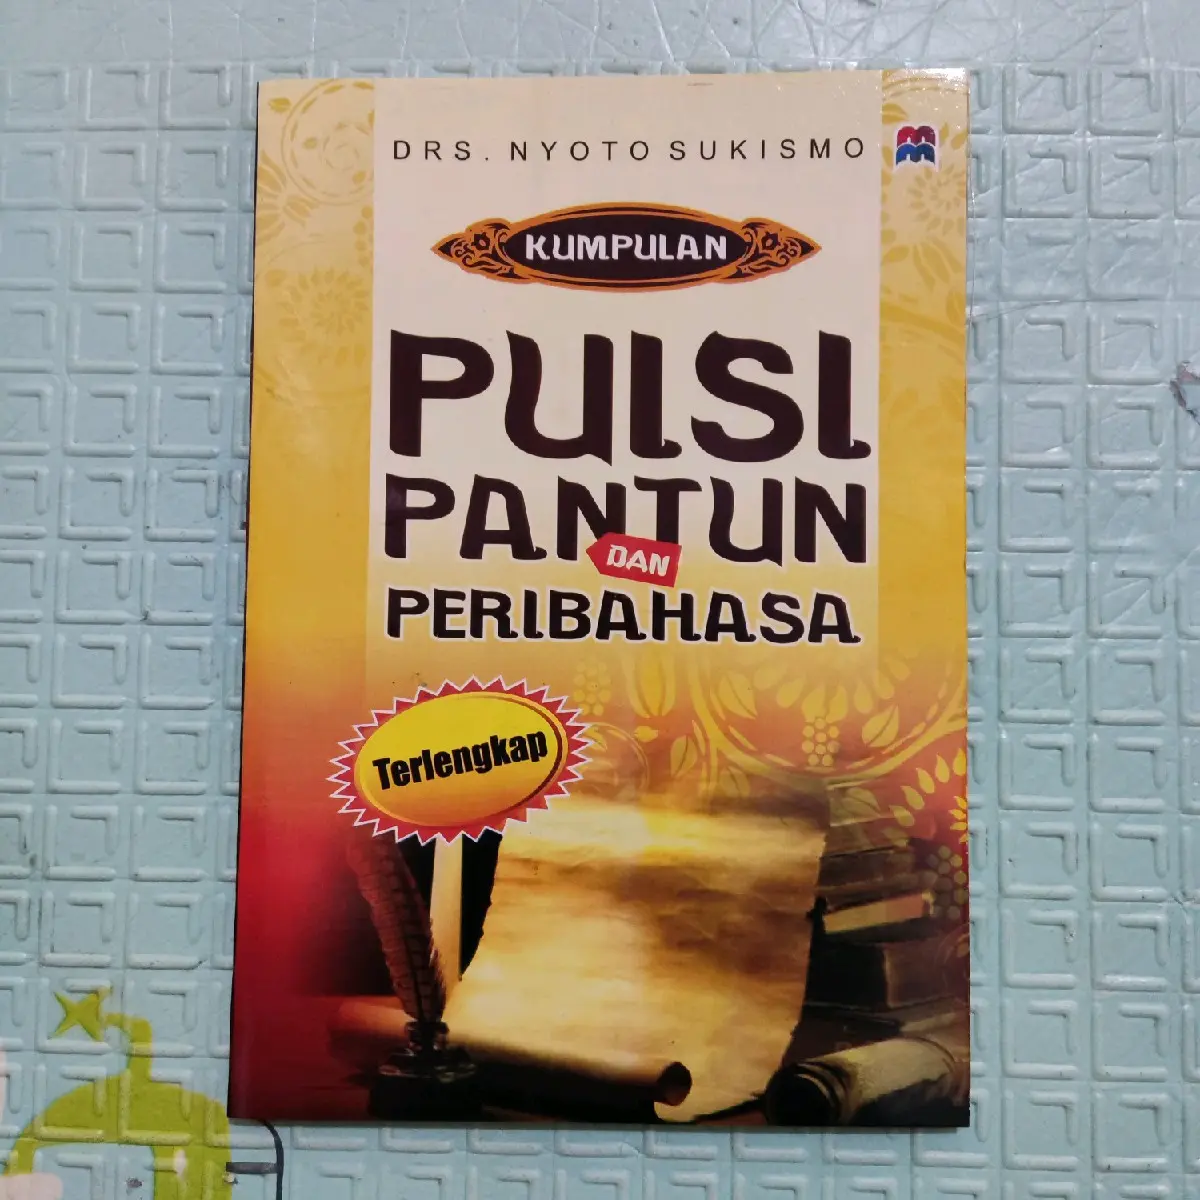 DRS. NYOTO SUKISMO
KUMPULAN
PUISI
PANTUN
DAN
PERIBAHASA
Terlengkap